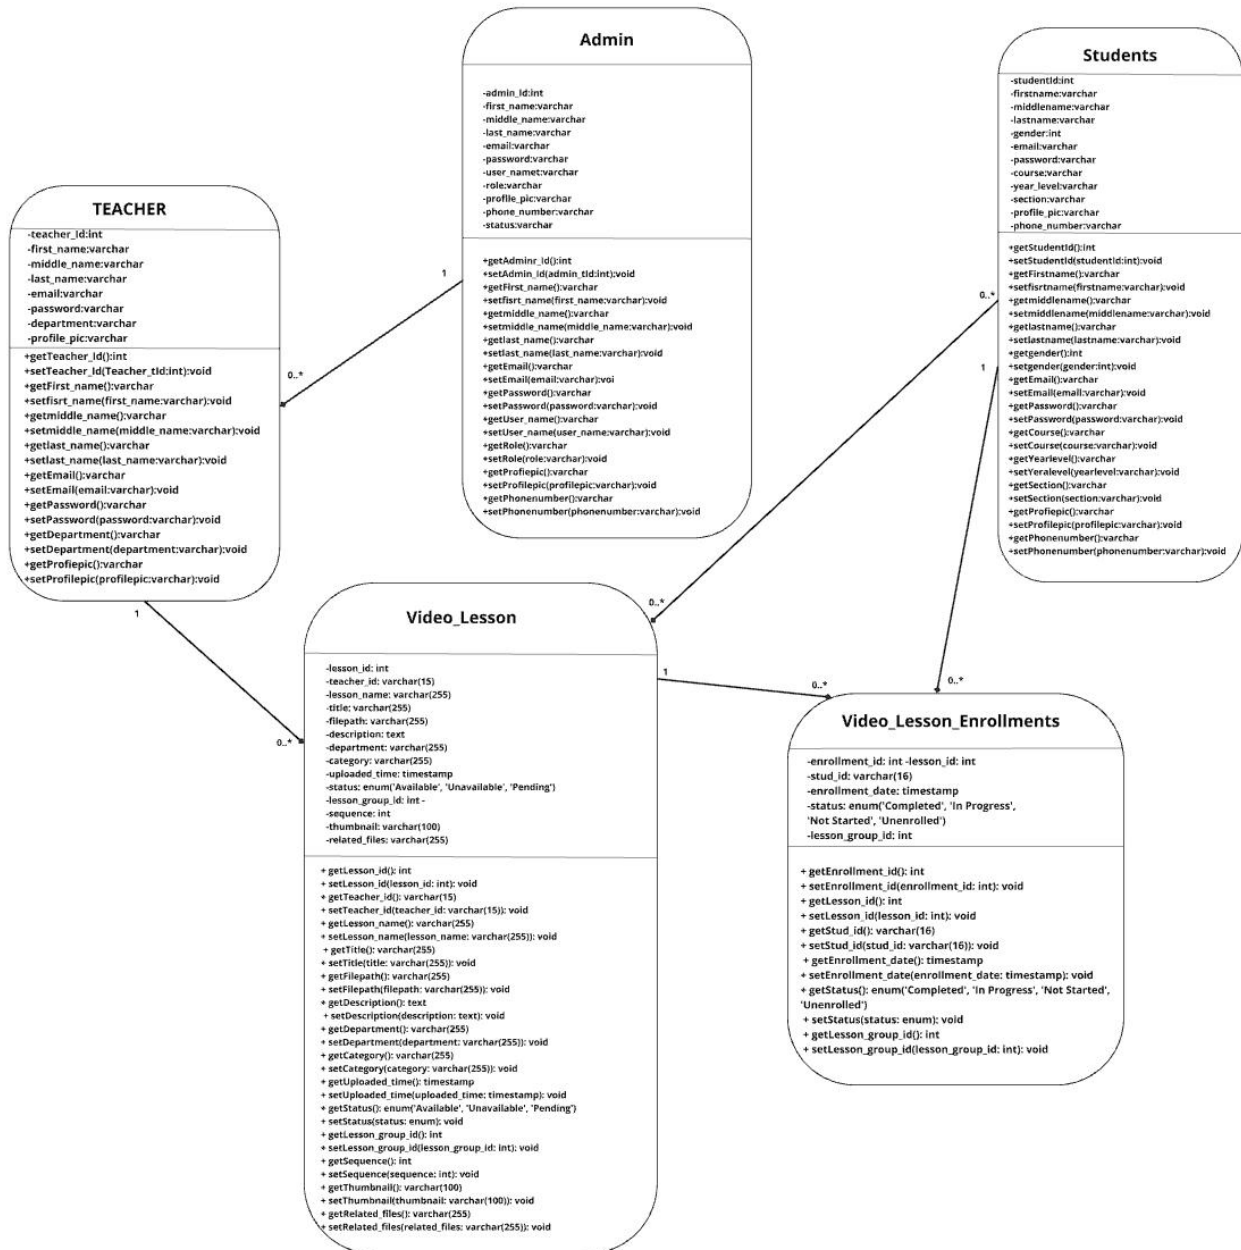 Admin
-admin_Id:int
-first_name:varchar
-middle_name:varchar
-last_name:varchar
-email:varchar
-password:varchar
-user_namet:varchar
-role:varchar
-profile_pic:varchar
-phone_number:varchar
-status:varchar
+getAdminr_Id():int
+setAdmin_id(admin_tId:int):void
+getFirst_name():varchar
+setfisrt_name(first_name:varchar):void
+getmiddle_name():varchar
+setmiddle_name(middle_name:varchar):void
+getlast_name():varchar
+setlast_name(last_name:varchar):void
+getEmail():varchar
+setEmail(email:varchar):voi
+getPassword():varchar
+setPassword(password:varchar):void
+getUser_name():varchar
+setUser_name(user_name:varchar):void
+getRole():varchar
+setRole(role:varchar):void
+getProfiepic():varchar
+setProfilepic(profilepic:varchar):void
+getPhonenumber():varchar
+setPhonenumber(phonenumber:varchar):void
Students
-studentId:int
-firstname:varchar
-middlename:varchar
-lastname:varchar
-gender:int
-email:varchar
-password:varchar
-course:varchar
-year_level:varchar
-section:varchar
-profile_pic:varchar
-phone_number:varchar
+getStudentId():int
+setStudentId(studentId:int):void
+getFirstname():varchar
+setfisrtname(firstname:varchar):void
+getmiddlename():varchar
+setmiddlename(middlename:varchar):void
+getlastname():varchar
+setlastname(lastname:varchar):void
+getgender():int
+setgender(gender:int):void
+getEmail():varchar
+setEmail(email:varchar):void
+getPassword():varchar
+setPassword(password:varchar):void
+getCourse():varchar
+setCourse(course:varchar):void
+getYearlevel():varchar
+setYeralevel(yearlevel:varchar):void
+getSection():varchar
+setSection(section:varchar):void
+getProfiepic():varchar
+setProfilepic(profilepic:varchar):void
+getPhonenumber():varchar
+setPhonenumber(phonenumber:varchar):void
TEACHER
-teacher_Id:int
-first_name:varchar
-middle_name:varchar
-last_name:varchar
-email:varchar
-password:varchar
-department:varchar
-profile_pic:varchar
+getTeacher_Id():int
+setTeacher_Id(Teacher_tId:int):void
+getFirst_name():varchar
+setfisrt_name(first_name:varchar):void
+getmiddle_name():varchar
+setmiddle_name(middle_name:varchar):void
+getlast_name():varchar
+setlast_name(last_name:varchar):void
+getEmail():varchar
+setEmail(email:varchar):void
+getPassword():varchar
+setPassword(password:varchar):void
+getDepartment():varchar
+setDepartment(department:varchar):void
+getProfiepic():varchar
+setProfilepic(profilepic:varchar):void
1
0..*
0..*
1
1
0..*
0..*
1
0..*
0..*
Video_Lesson
-lesson_id: int
-teacher_id: varchar(15)
-lesson_name: varchar(255)
-title: varchar(255)
-filepath: varchar(255)
-description: text
-department: varchar(255)
-category: varchar(255)
-uploaded_time: timestamp
-status: enum('Available', 'Unavailable', 'Pending')
-lesson_group_id: int -
-sequence: int
-thumbnail: varchar(100)
-related_files: varchar(255)
+ getLesson_id(): int
+ setLesson_id(lesson_id: int): void
+ getTeacher_id(): varchar(15)
+ setTeacher_id(teacher_id: varchar(15)): void
+ getLesson_name(): varchar(255)
+ setLesson_name(lesson_name: varchar(255)): void
+ getTitle(): varchar(255)
+ setTitle(title: varchar(255)): void
+ getFilepath(): varchar(255)
+ setFilepath(filepath: varchar(255)): void
+ getDescription(): text
+ setDescription(description: text): void
+ getDepartment(): varchar(255)
+ setDepartment(department: varchar(255)): void
+ getCategory(): varchar(255)
+ setCategory(category: varchar(255)): void
+ getUploaded_time(): timestamp
+ setUploaded_time(uploaded_time: timestamp): void
+ getStatus(): enum('Available', 'Unavailable', 'Pending')
+ setStatus(status: enum): void
+ getLesson_group_id(): int
+ setLesson_group_id(lesson_group_id: int): void
+ getSequence(): int
+ setSequence(sequence: int): void
+ getThumbnail(): varchar(100)
+ setThumbnail(thumbnail: varchar(100)): void
+ getRelated_files(): varchar(255)
+ setRelated_files(related_files: varchar(255)): void
Video_Lesson_Enrollments
-enrollment_id: int -lesson_id: int
-stud_id: varchar(16)
-enrollment_date: timestamp
-status: enum('Completed', 'In Progress',
'Not Started', 'Unenrolled')
-lesson_group_id: int
+ getEnrollment_id(): int
+ setEnrollment_id(enrollment_id: int): void
+ getLesson_id(): int
+ setLesson_id(lesson_id: int): void
+ getStud_id(): varchar(16)
+ setStud_id(stud_id: varchar(16)): void
+ getEnrollment_date(): timestamp
+ setEnrollment_date(enrollment_date: timestamp): void
+ getStatus(): enum('Completed', 'In Progress', 'Not Started',
'Unenrolled')
+ setStatus(status: enum): void
+ getLesson_group_id(): int
+ setLesson_group_id(lesson_group_id: int): void